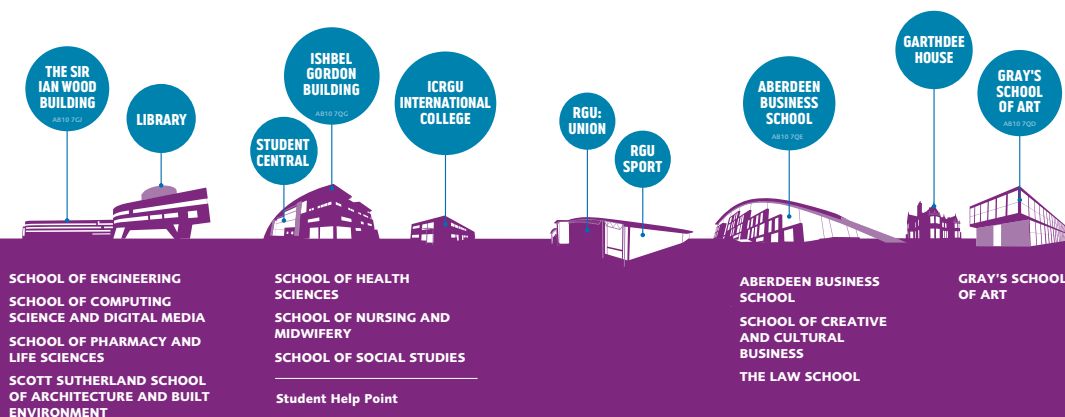 THE SIR
IAN WOOD
BUILDING
AB10 7GJ
LIBRARY
STUDENT
CENTRAL
ISHBEL
GORDON
BUILDING
AB10 7QG
ICRGU
INTERNATIONAL
COLLEGE
RGU:
UNION
RGU
SPORT
ABERDEEN
BUSINESS
SCHOOL
AB10 7QE
GARTHDEE
HOUSE
GRAY'S
SCHOOL
OF ART
AB10 7QD
SCHOOL OF ENGINEERING
SCHOOL OF COMPUTING
SCIENCE AND DIGITAL MEDIA
SCHOOL OF PHARMACY AND
LIFE SCIENCES
SCOTT SUTHERLAND SCHOOL
OF ARCHITECTURE AND BUILT
ENVIRONMENT
SCHOOL OF HEALTH
SCIENCES
SCHOOL OF NURSING AND
MIDWIFERY
SCHOOL OF SOCIAL STUDIES
Student Help Point
ABERDEEN BUSINESS
SCHOOL
SCHOOL OF CREATIVE
AND CULTURAL
BUSINESS
THE LAW SCHOOL
GRAY'S SCHOOL
OF ART